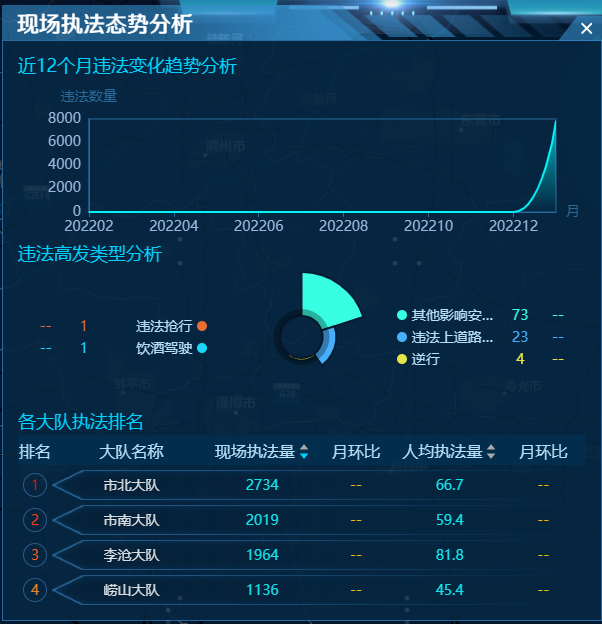 现场执法态势分析
近12个月违法变化趋势分析
违法数量
8000
6000
4000
2000
0
202202 202204 202206 202208 202210 202212 月
违法高发类型分析
-- 1 违法抢行
-- 1 饮酒驾驶
其他影响安... 73 --
违法上道路... 23 --
逆行 4 --
各大队执法排名
排名 大队名称 现场执法量 月环比 人均执法量 月环比
1 市北大队 2734 -- 66.7 --
2 市南大队 2019 -- 59.4 --
3 李沧大队 1964 -- 81.8 --
4 崂山大队 1136 -- 45.4 --